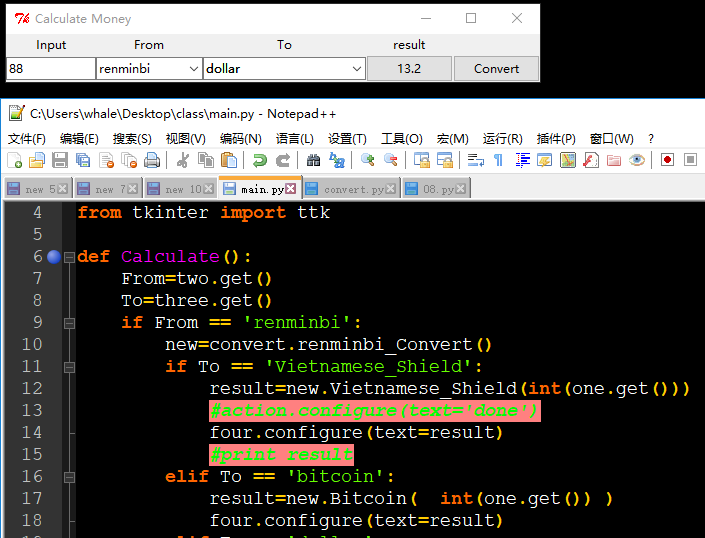 Calculate Money
Input From To result
88 renminbi dollar 13.2 Convert
C:\Users\whale\Desktop\class\main.py - Notepad++
文件(F) 编辑(E) 搜索(S) 视图(V) 编码(N) 语言(L) 设置(T) 工具(O) 宏(M) 运行(R) 插件(P) 窗口(W) ?
new 5 new 7 new 10 main.py convert.py 08.py
4 from tkinter import ttk
5
6 def Calculate():
7 From=two.get()
8 To=three.get()
9 if From == 'renminbi':
10 new=convert.renminbi_Convert()
11 if To == 'Vietnamese_Shield':
12 result=new.Vietnamese_Shield(int(one.get()))
13 #action.configure(text='done')
14 four.configure(text=result)
15 #print result
16 elif To == 'bitcoin':
17 result=new.Bitcoin(  int(one.get()) )
18 four.configure(text=result)